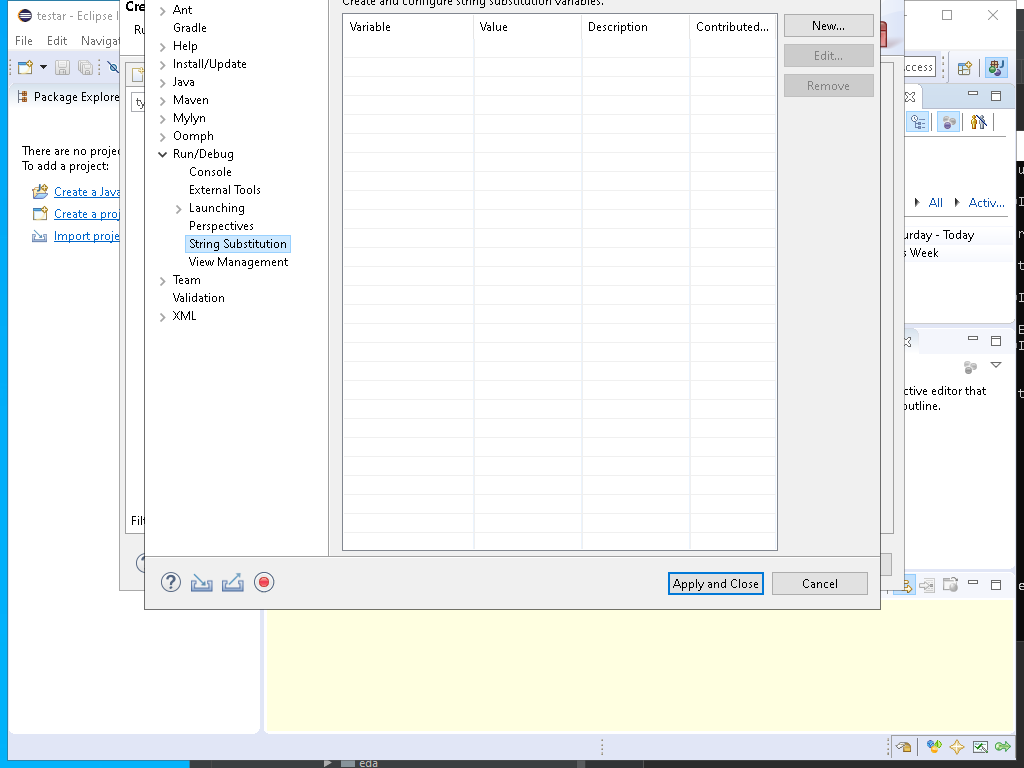 testar - Eclipse I
File Edit Navigat
Package Explore
There are no proje
To add a project:
Create a Java
Create a proj
Import proje
Cre
Ru
ty
Filt
Ant
Gradle
Help
Install/Update
Java
Maven
Mylyn
Oomph
Run/Debug
Console
External Tools
Launching
Perspectives
String Substitution
View Management
Team
Validation
XML
Create and configure string substitution variables.
Variable Value Description Contributed...
New...
Edit...
Remove
Apply and Close
Cancel
ccess
All Activ...
urday - Today
s Week
ctive editor that
outline.
eda